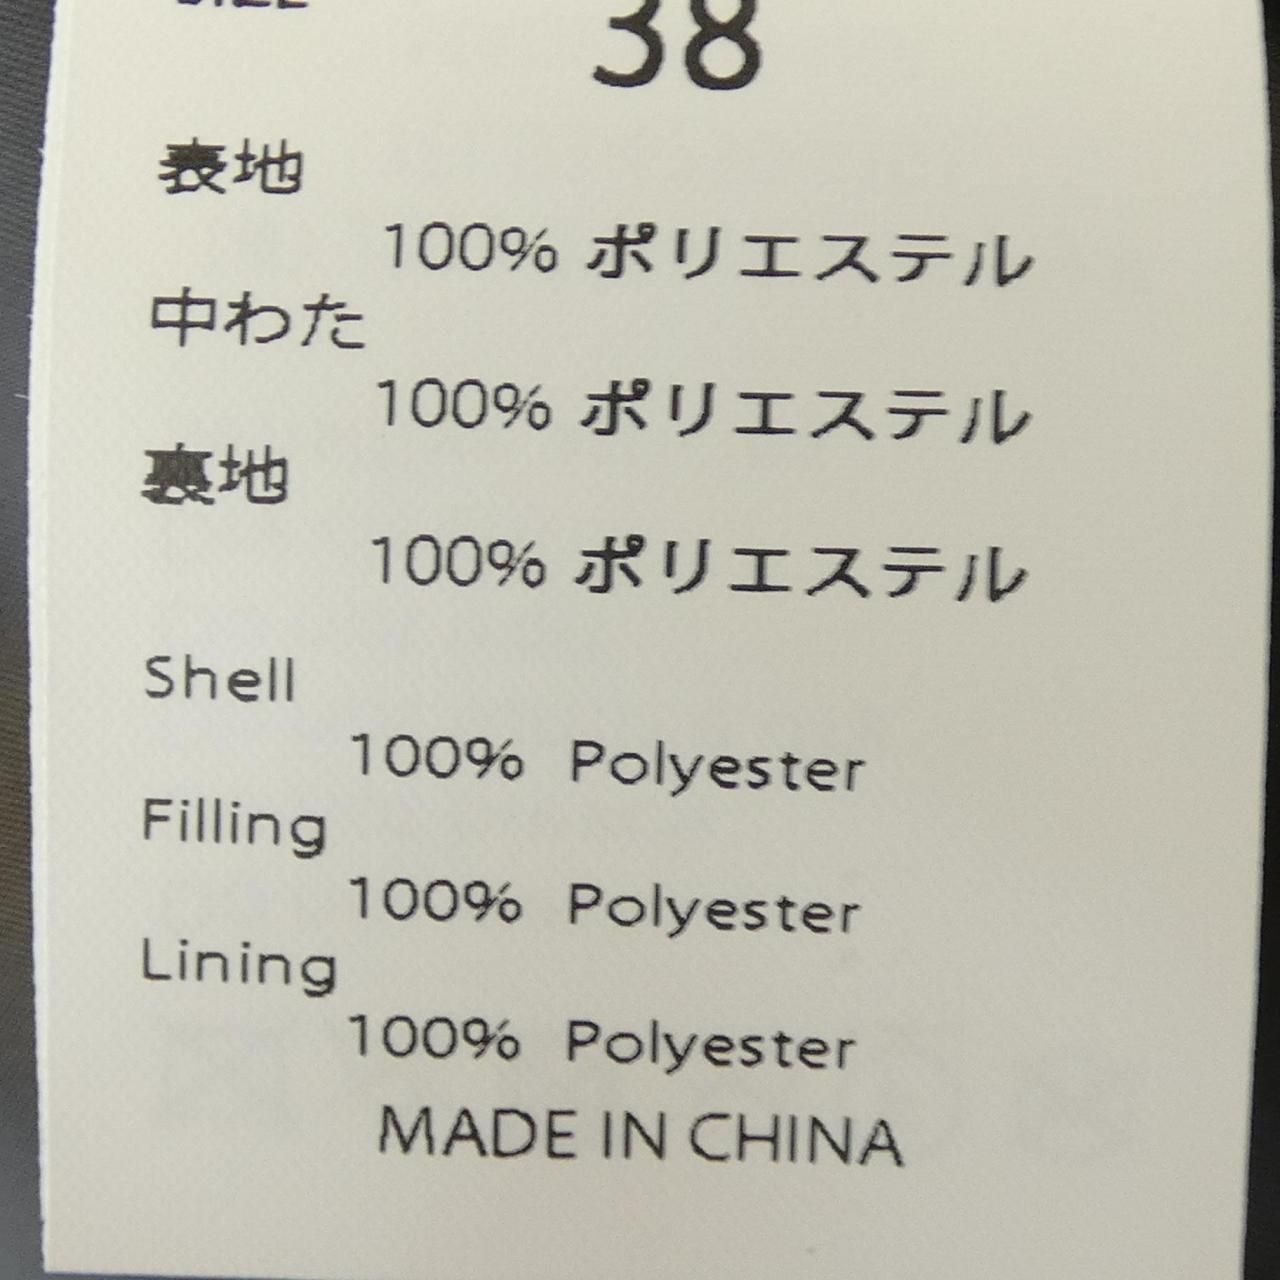 SIZE
38
表地
100% ポリエステル
中わた
100% ポリエステル
裏地
100% ポリエステル
Shell
100% Polyester
Filling
100% Polyester
Lining
100% Polyester
MADE IN CHINA